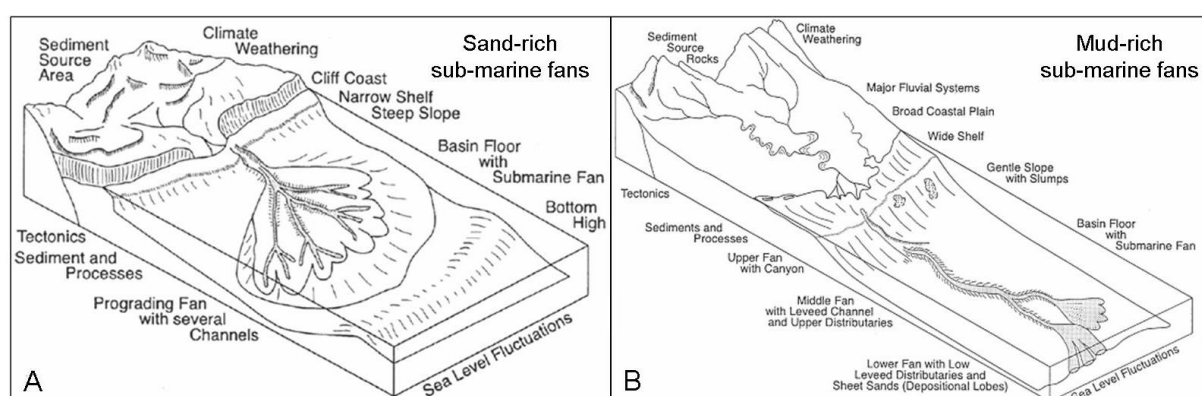 Sand-rich
sub-marine fans
Sediment
Source
Area
Climate
Weathering
Cliff Coast
Narrow Shelf
Steep Slope
Basin Floor
with
Submarine Fan
Bottom
High
Tectonics
Sediment and
Processes
Prograding Fan
with several
Channels
Sea Level Fluctuations
A
Mud-rich
sub-marine fans
Sediment
Source
Rocks
Climate
Weathering
Major Fluvial Systems
Broad Coastal Plain
Wide Shelf
Gentle Slope
with Slumps
Basin Floor
with
Submarine Fan
Tectonics
Sediments and
Processes
Upper Fan
with Canyon
Middle Fan
with Leveed Channel
and Upper Distributaries
Lower Fan with Low
Leveed Distributaries and
Sheet Sands (Depositional Lobes)
Sea Level Fluctuations
B